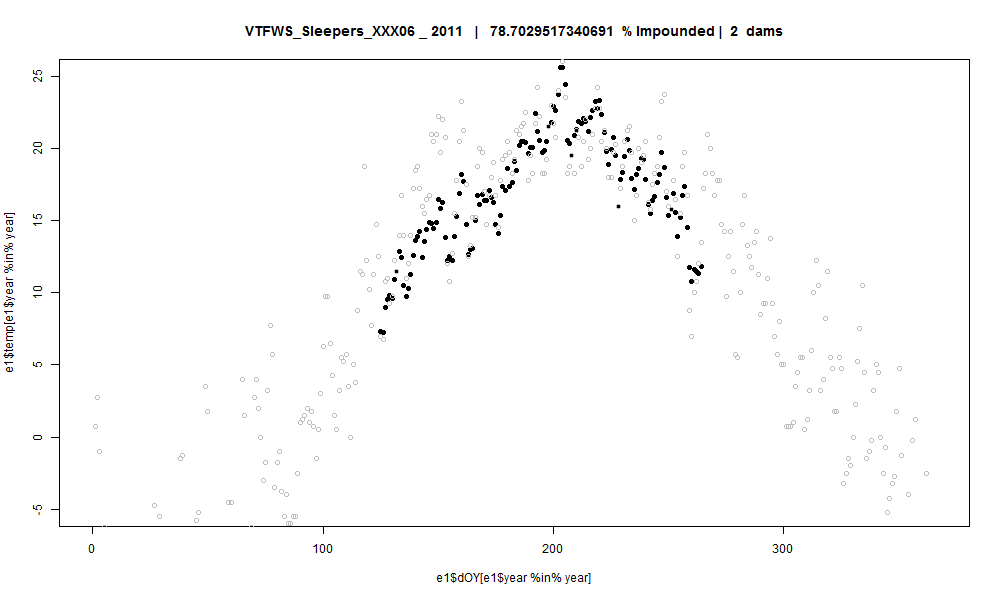 VTFWS_Sleepers_XXX06 _ 2011 | 78.7029517340691 % Impounded | 2 dams
25
20
15
10
5
0
-5
e1$temp[e1$year %in% year]
0 100 200 300
e1$dOY[e1$year %in% year]